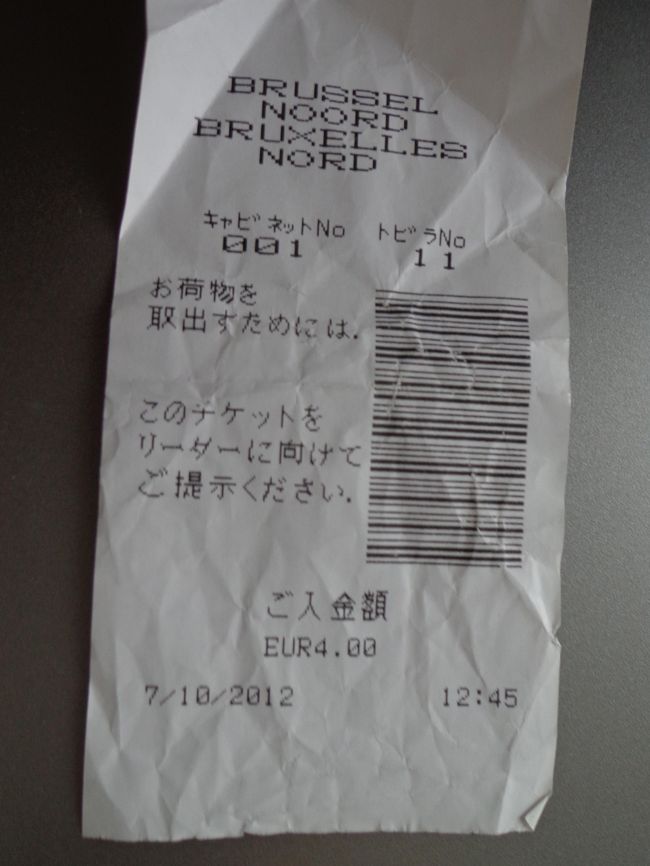 BRUSSEL
NOORD
BRUXELLES
NORD
キャビネットNo トビラNo
001 11
お荷物を
取出すためには.
このチケットを
リーダーに向けて
ご提示ください.
ご入金額
EUR4.00
7/10/2012 12:45